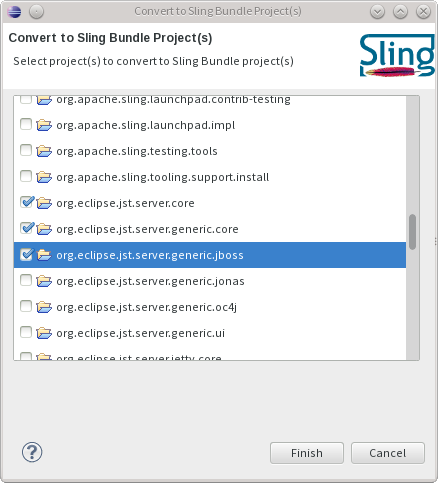 Convert to Sling Bundle Project(s)
Convert to Sling Bundle Project(s)
Select project(s) to convert to Sling Bundle project(s)
Sling
org.apache.sling.launchpad.contrib-testing
org.apache.sling.launchpad.impl
org.apache.sling.testing.tools
org.apache.sling.tooling.support.install
org.eclipse.jst.server.core
org.eclipse.jst.server.generic.core
org.eclipse.jst.server.generic.jboss
org.eclipse.jst.server.generic.jonas
org.eclipse.jst.server.generic.oc4j
org.eclipse.jst.server.generic.ui
org.eclipse.jst.server.jetty.core
?
Finish
Cancel